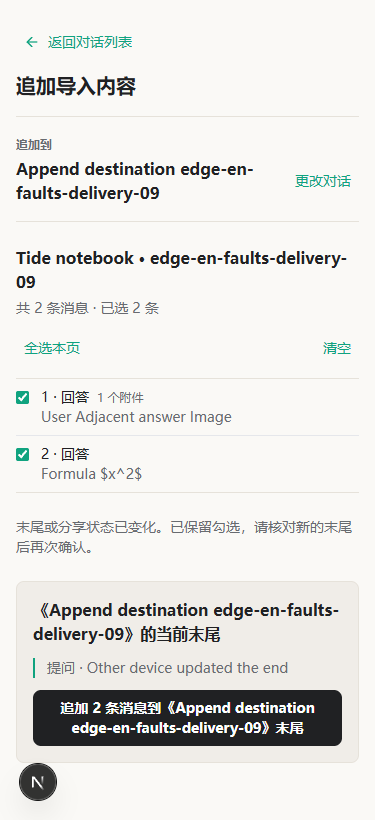 ← 返回对话列表
追加导入内容
追加到
Append destination edge-en-
faults-delivery-09
更改对话
Tide notebook • edge-en-faults-delivery-
09
共 2 条消息 · 已选 2 条
全选本页 清空
1 · 回答 1 个附件
User Adjacent answer Image
2 · 回答
Formula $x^2$
末尾或分享状态已变化。已保留勾选，请核对新的末尾
后再次确认。
《Append destination edge-en-faults-
delivery-09》的当前末尾
提问 · Other device updated the end
追加 2 条消息到《Append destination
edge-en-faults-delivery-09》末尾
N